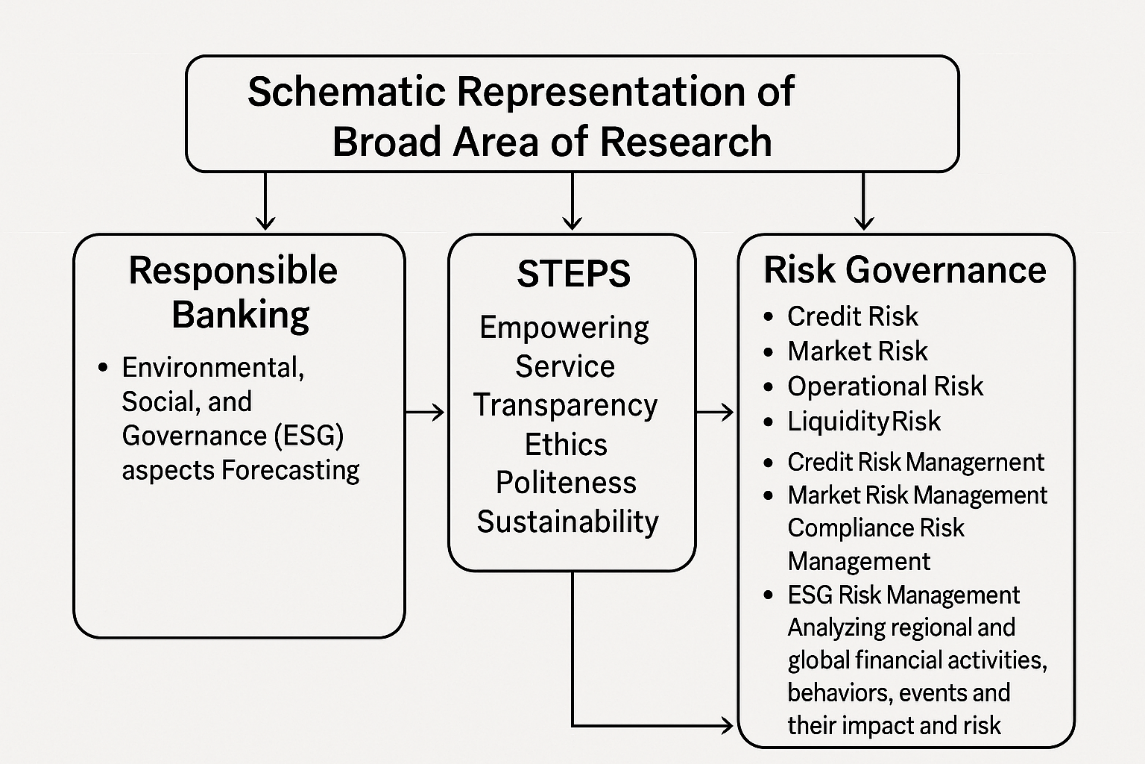 Schematic Representation of
Broad Area of Research
Responsible
Banking
• Environmental,
Social, and
Governance (ESG)
aspects Forecasting
STEPS
Empowering
Service
Transparency
Ethics
Politeness
Sustainability
Risk Governance
• Credit Risk
• Market Risk
• Operational Risk
• LiquidityRisk
• Credit Risk Managernent
• Market Risk Management
Compliance Risk
Management
• ESG Risk Management
Analyzing regional and
global financial activities,
behaviors, events and
their impact and risk